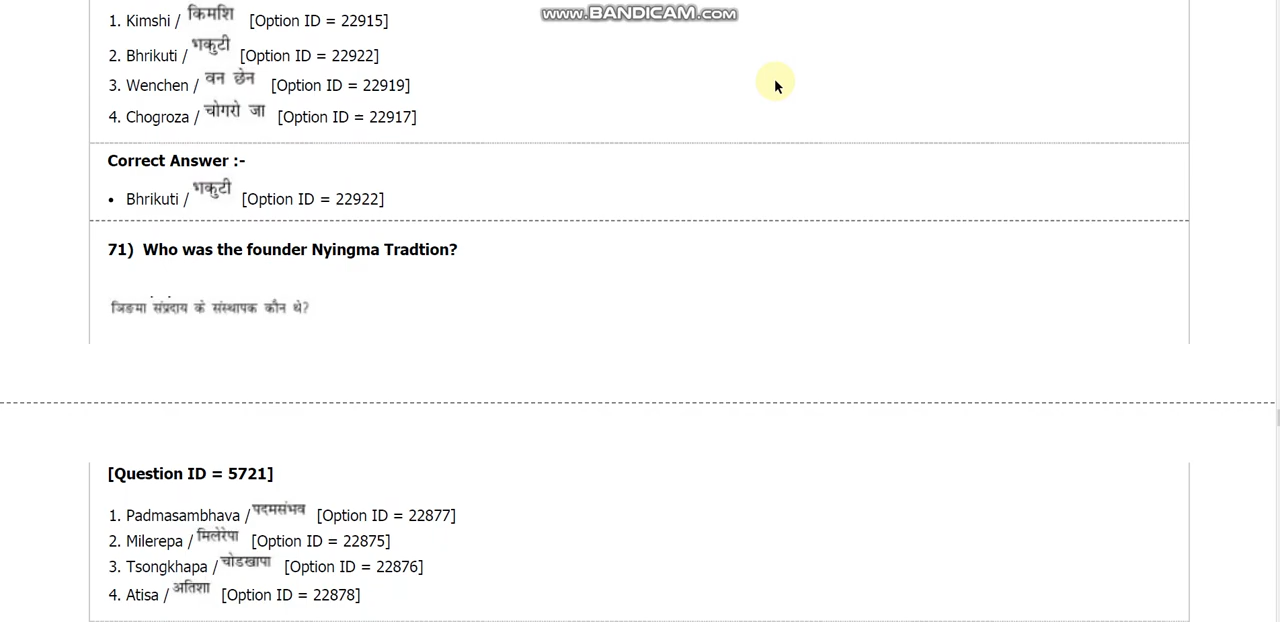 www.BANDICAM.com
1. Kimshi / किमशि [Option ID = 22915]
2. Bhrikuti / भकुटी [Option ID = 22922]
3. Wenchen / वन छेन [Option ID = 22919]
4. Chogroza / चोगरो जा [Option ID = 22917]
Correct Answer :-
• Bhrikuti / भकुटी [Option ID = 22922]
71) Who was the founder Nyingma Tradtion?
ञिङमा संप्रदाय के संस्थापक कौन थे?
[Question ID = 5721]
1. Padmasambhava / पदमसंभव [Option ID = 22877]
2. Milerepa / मिलेरेपा [Option ID = 22875]
3. Tsongkhapa / चोडखापा [Option ID = 22876]
4. Atisa / अतिशा [Option ID = 22878]